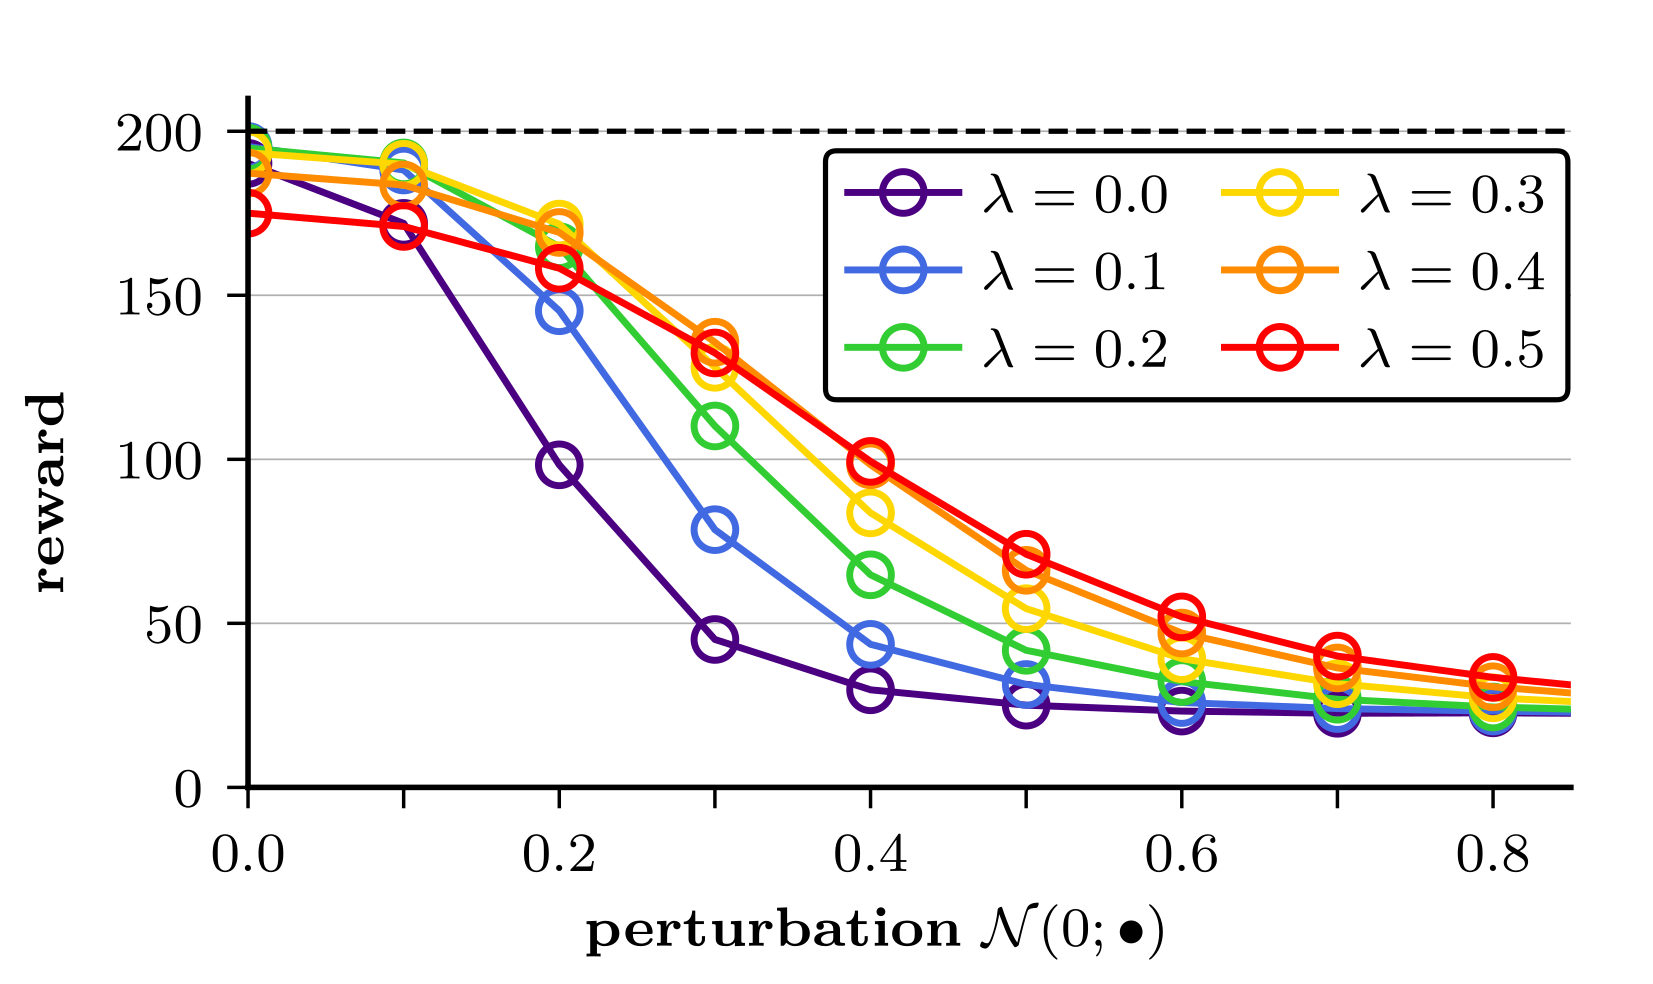 200
150
100
50
0
reward
0.0 0.2 0.4 0.6 0.8
perturbation 𝒩(0; •)
λ = 0.0
λ = 0.1
λ = 0.2
λ = 0.3
λ = 0.4
λ = 0.5